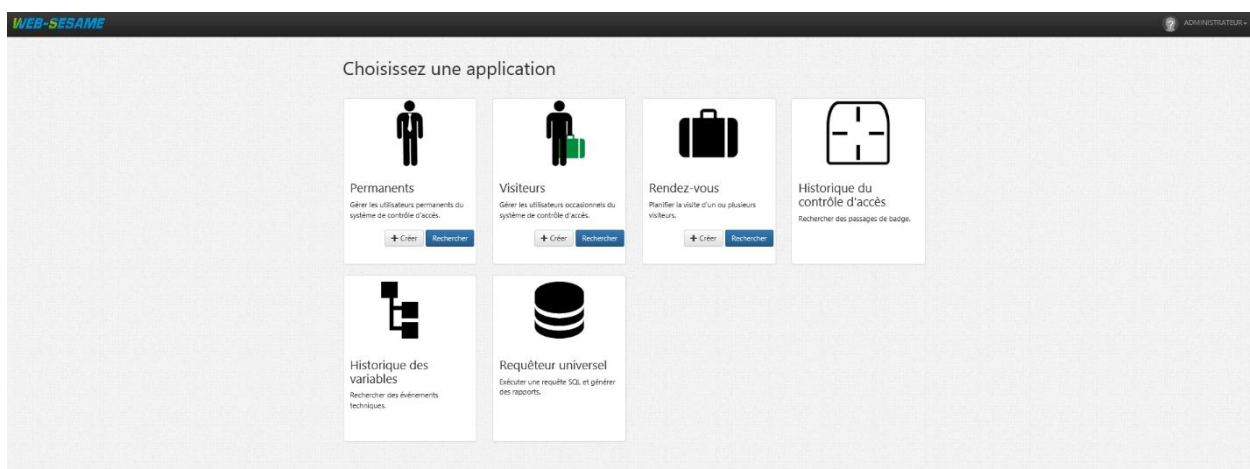 WEB-SESAME
ADMINISTRATEUR
Choisissez une application
Permanents
Gérer les utilisateurs permanents du
système de contrôle d'accès.
+ Créer Rechercher
Visiteurs
Gérer les utilisateurs occasionnels du
système de contrôle d'accès.
+ Créer Rechercher
Rendez-vous
Planifier la visite d'un ou plusieurs
visiteurs.
+ Créer Rechercher
Historique du
contrôle d'accès
Rechercher des passages de badge.
Historique des
variables
Rechercher des événements
techniques.
Requêteur universel
Exécuter une requête SQL et générer
des rapports.